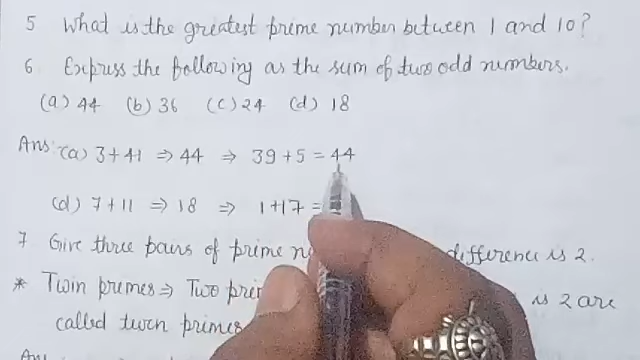 5 What is the greatest prime number between 1 and 10?
6 Express the following as the sum of two odd numbers.
(a) 44 (b) 36 (c) 24 (d) 18
Ans: (a) 3+41 ⇒ 44 ⇒ 39+5 = 44
(d) 7+11 ⇒ 18 ⇒ 1+17 =
7 Give three pairs of prime difference is 2.
* Twin primes ⇒ Two is 2 are
called twin primes
Ans